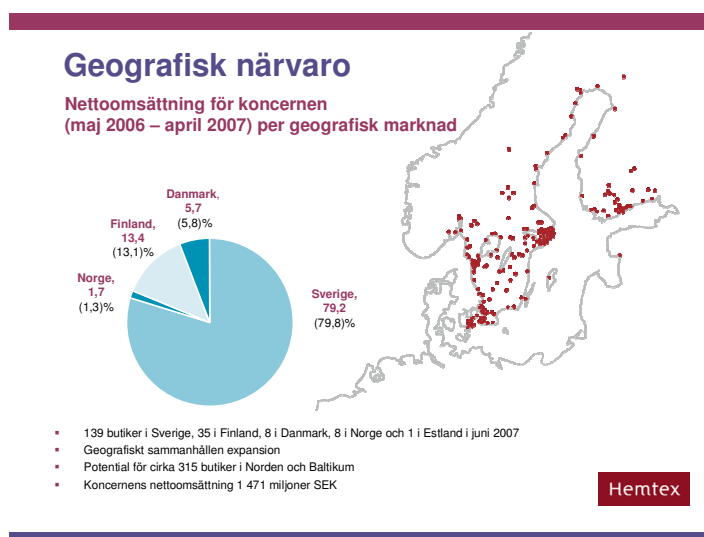 Geografisk närvaro
Nettoomsättning för koncernen
(maj 2006 – april 2007) per geografisk marknad
Danmark,
5,7
(5,8)%
Finland,
13,4
(13,1)%
Norge,
1,7
(1,3)%
Sverige,
79,2
(79,8)%
▪ 139 butiker i Sverige, 35 i Finland, 8 i Danmark, 8 i Norge och 1 i Estland i juni 2007
▪ Geografiskt sammanhållen expansion
▪ Potential för cirka 315 butiker i Norden och Baltikum
▪ Koncernens nettoomsättning 1 471 miljoner SEK
Hemtex